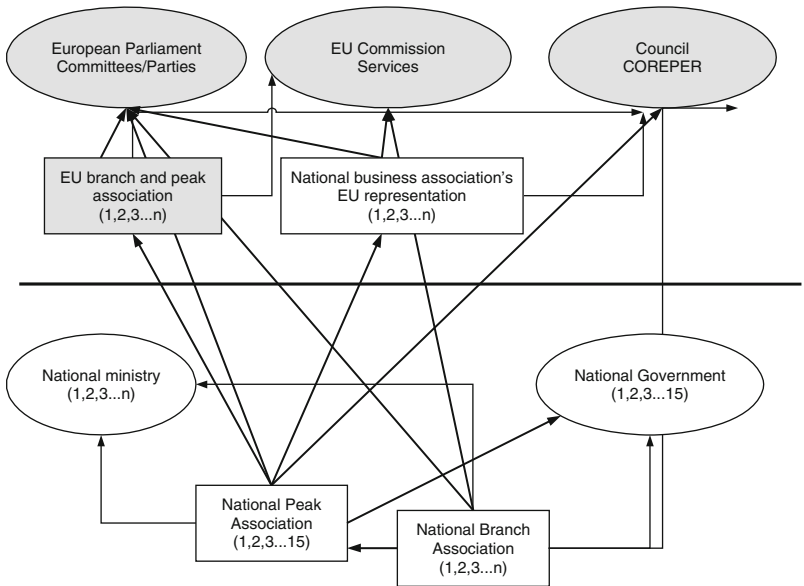 European Parliament
Committees/Parties
EU Commission
Services
Council
COREPER
EU branch and peak
association
(1,2,3...n)
National business association's
EU representation
(1,2,3...n)
National ministry
(1,2,3...n)
National Government
(1,2,3...15)
National Peak
Association
(1,2,3...15)
National Branch
Association
(1,2,3...n)